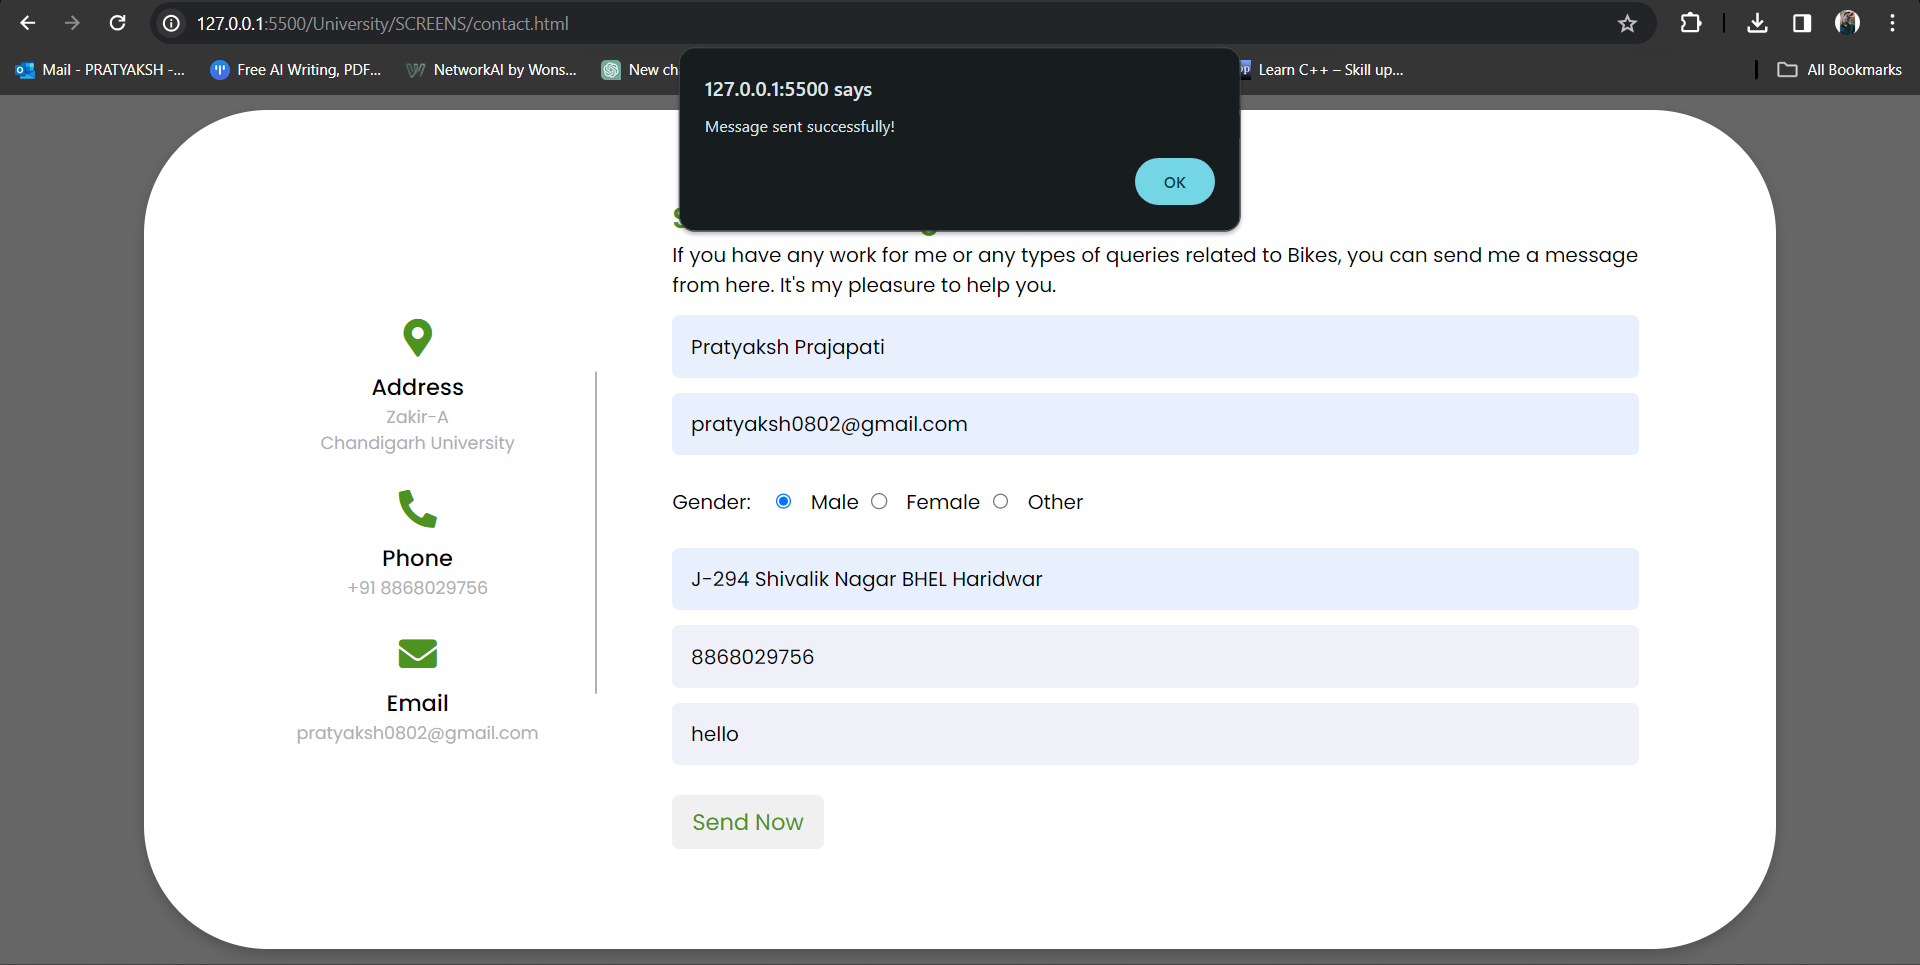 127.0.0.1:5500/University/SCREENS/contact.html
Mail - PRATYAKSH -...
Free AI Writing, PDF...
NetworkAI by Wons...
New ch
Learn C++ – Skill up...
All Bookmarks
127.0.0.1:5500 says
Message sent successfully!
OK
If you have any work for me or any types of queries related to Bikes, you can send me a message
from here. It's my pleasure to help you.
Address
Zakir-A
Chandigarh University
Phone
+91 8868029756
Email
pratyaksh0802@gmail.com
Pratyaksh Prajapati
pratyaksh0802@gmail.com
Gender: Male Female Other
J-294 Shivalik Nagar BHEL Haridwar
8868029756
hello
Send Now